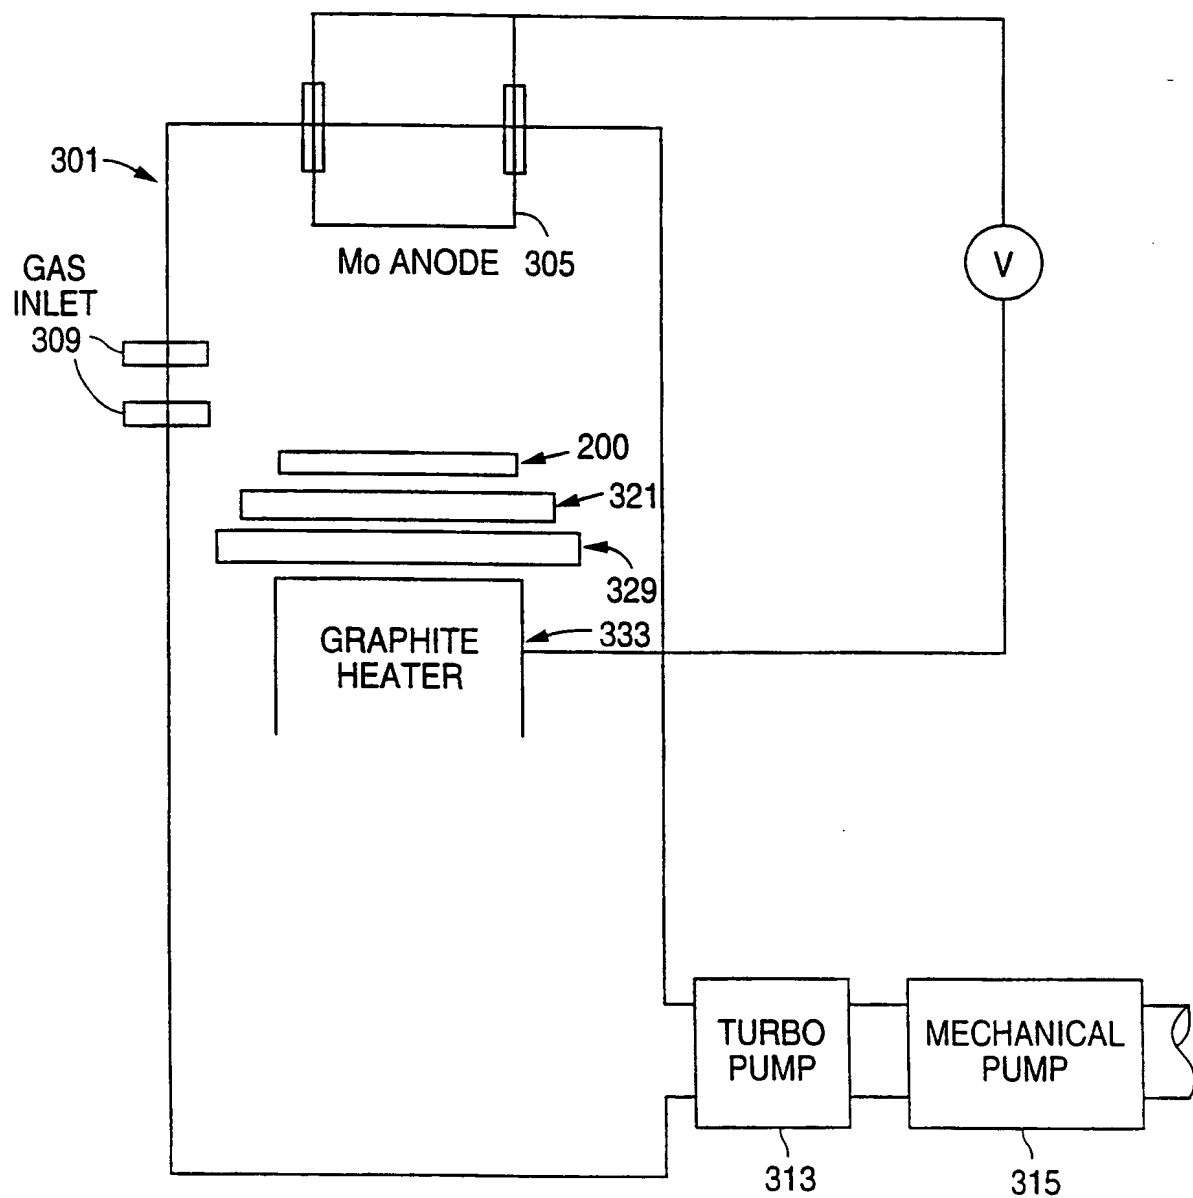 301
Mo ANODE 305
V
GAS
INLET
309
200
321
329
333
GRAPHITE
HEATER
TURBO
PUMP
MECHANICAL
PUMP
313
315